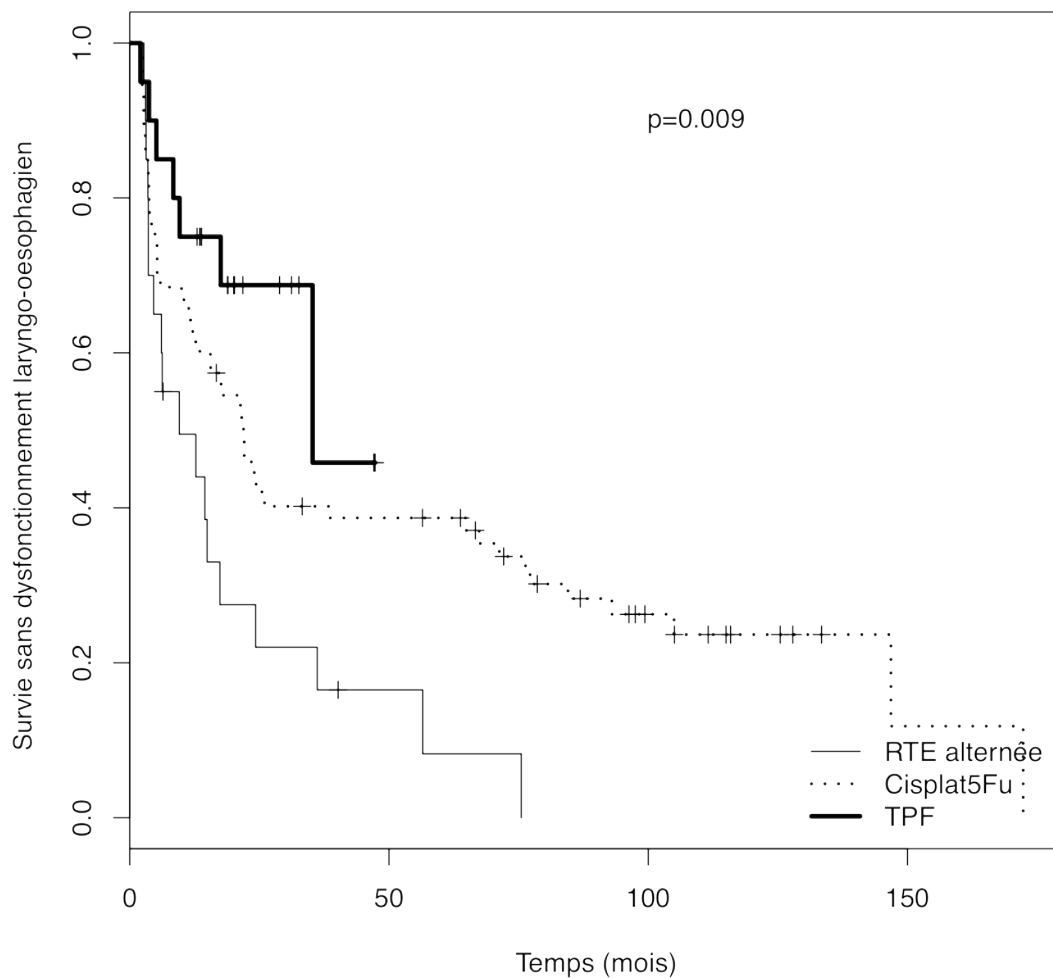 p=0.009
Survie sans dysfonctionnement laryngo-oesophagien
1.0
0.8
0.6
0.4
0.2
0.0
RTE alternée
Cisplat5Fu
TPF
0 50 100 150
Temps (mois)